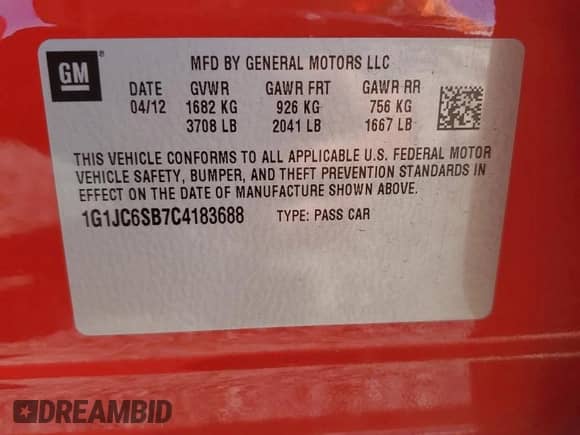 GM ® MFD BY GENERAL MOTORS LLC
DATE GVWR GAWR FRT GAWR RR
04/12 1682 KG 926 KG 756 KG
3708 LB 2041 LB 1667 LB
THIS VEHICLE CONFORMS TO ALL APPLICABLE U.S. FEDERAL MOTOR
VEHICLE SAFETY, BUMPER, AND THEFT PREVENTION STANDARDS IN
EFFECT ON THE DATE OF MANUFACTURE SHOWN ABOVE.
1G1JC6SB7C4183688 TYPE: PASS CAR
DREAMBID